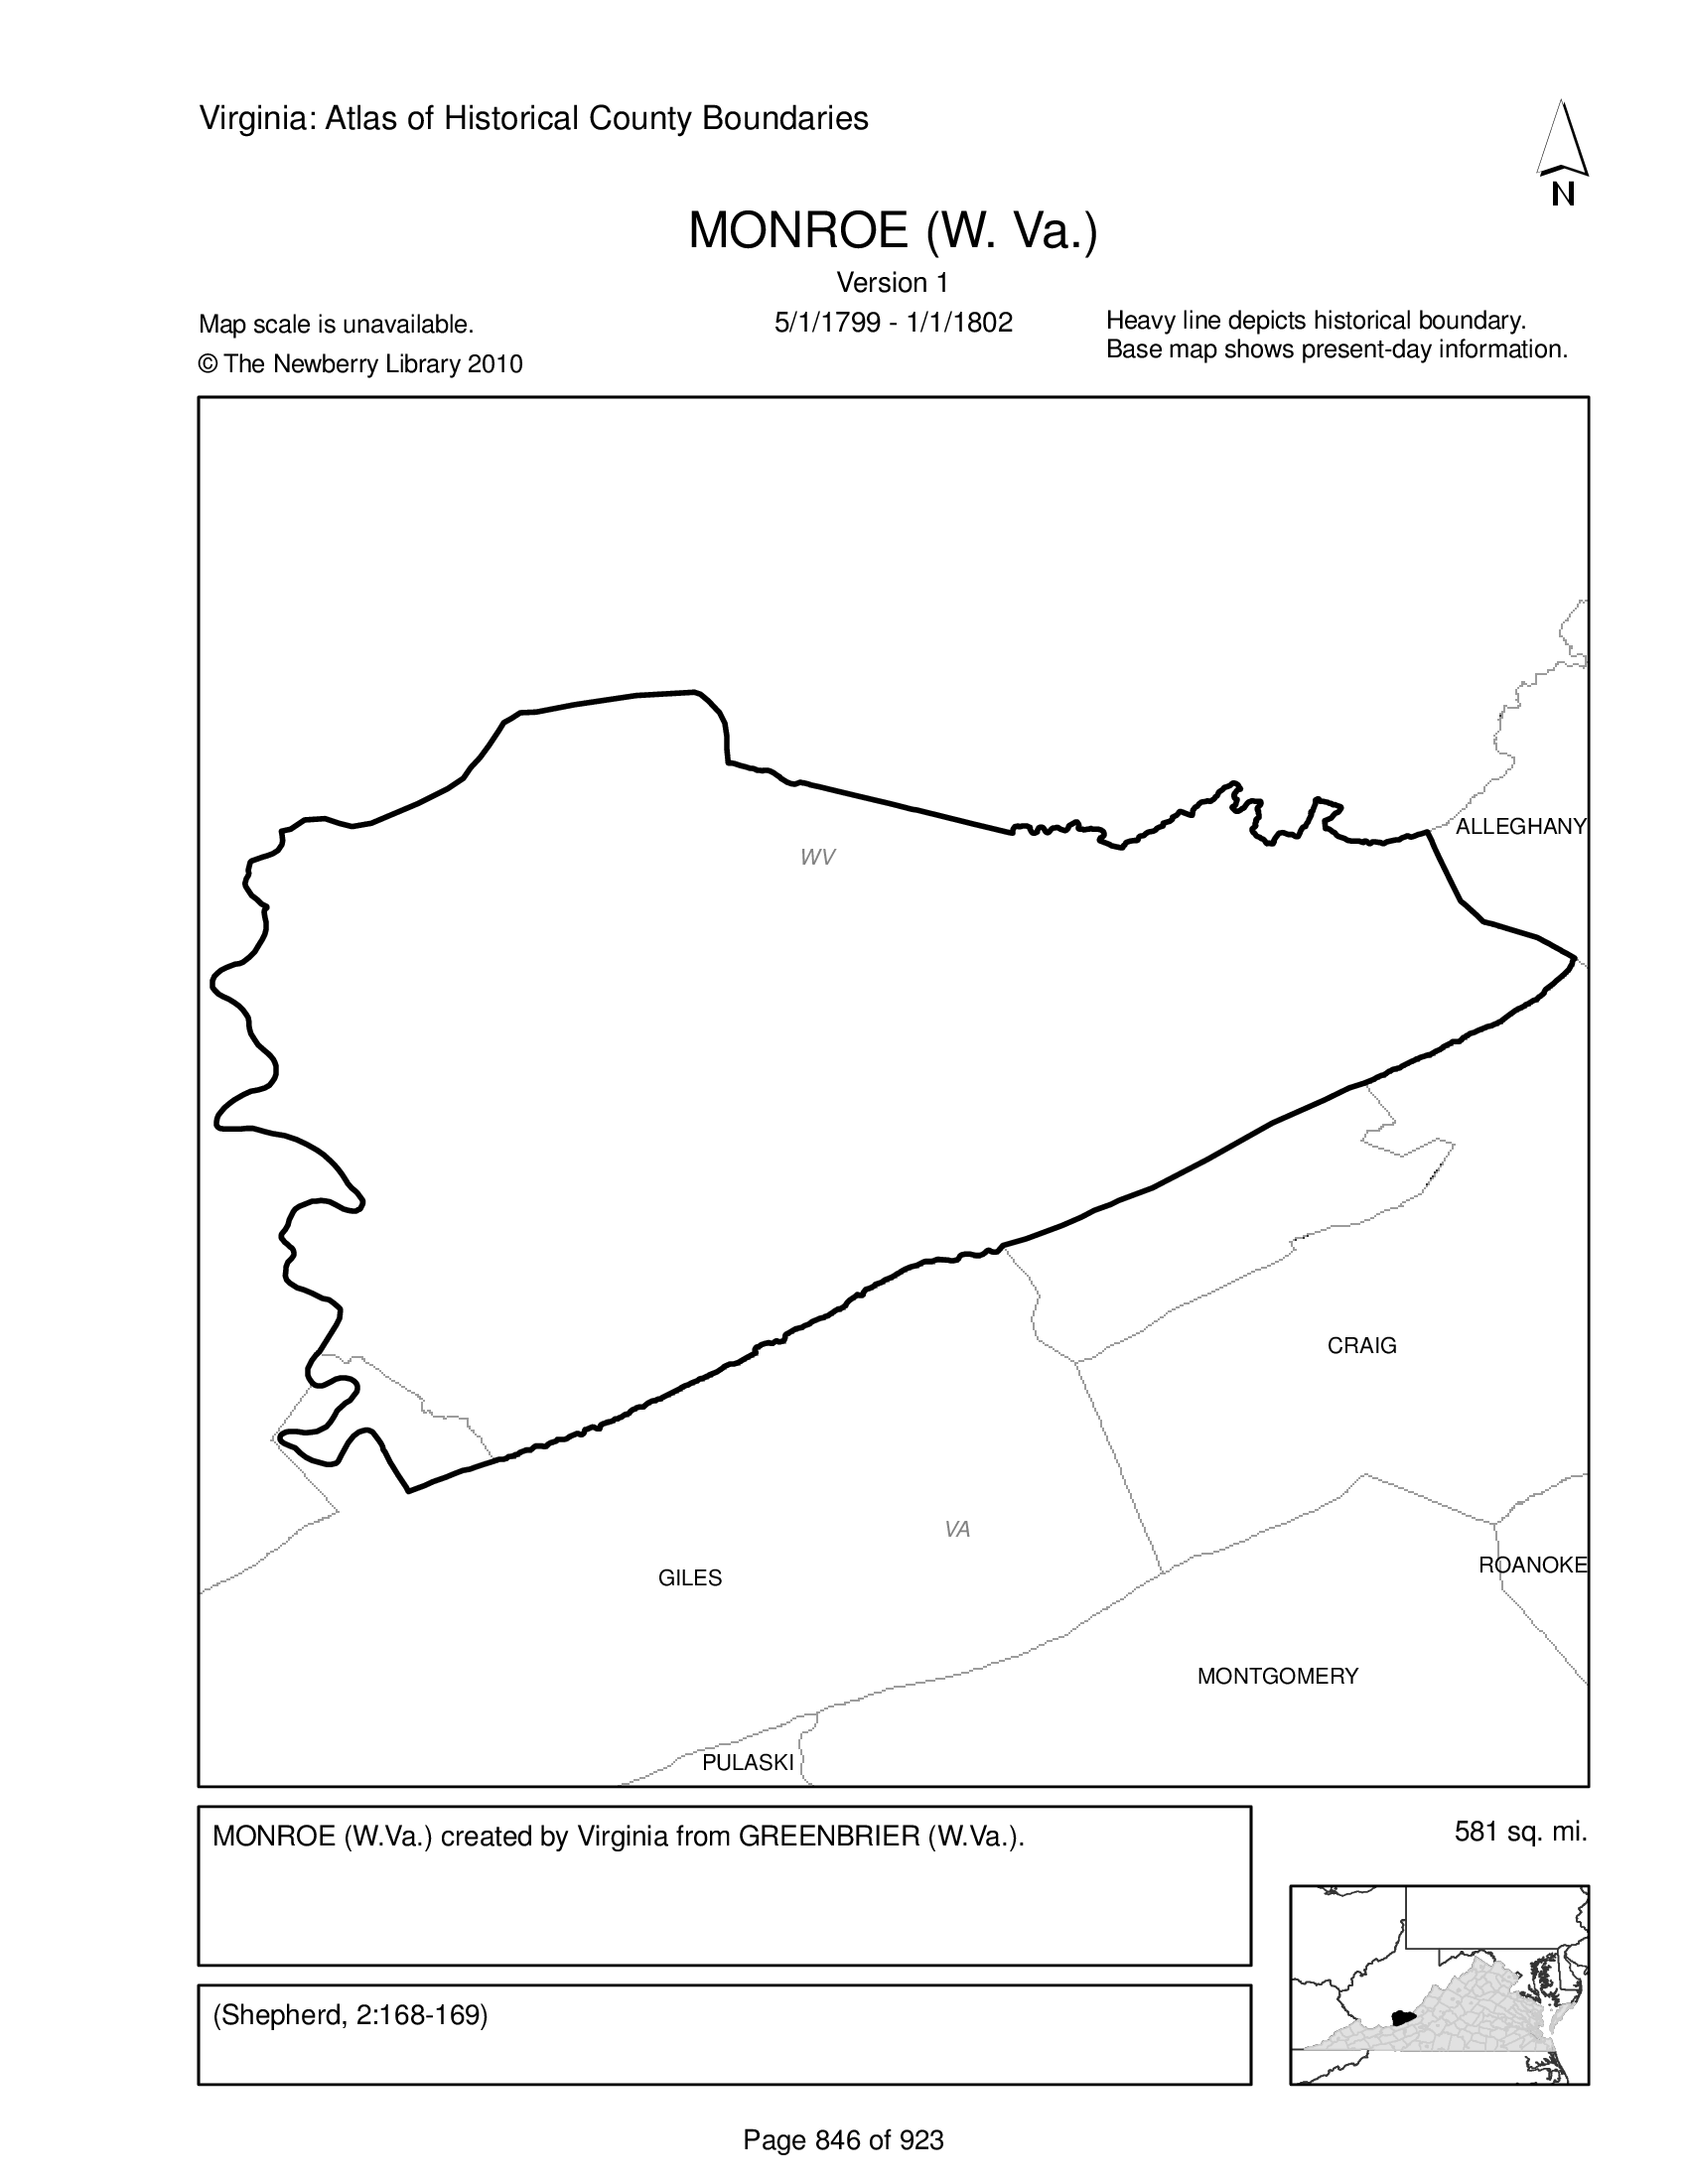 Virginia: Atlas of Historical County Boundaries
N
MONROE (W. Va.)
Version 1
5/1/1799 - 1/1/1802
Map scale is unavailable.
© The Newberry Library 2010
Heavy line depicts historical boundary.
Base map shows present-day information.
ALLEGHANY
WV
CRAIG
VA
ROANOKE
GILES
MONTGOMERY
PULASKI
MONROE (W.Va.) created by Virginia from GREENBRIER (W.Va.).
581 sq. mi.
(Shepherd, 2:168-169)
Page 846 of 923